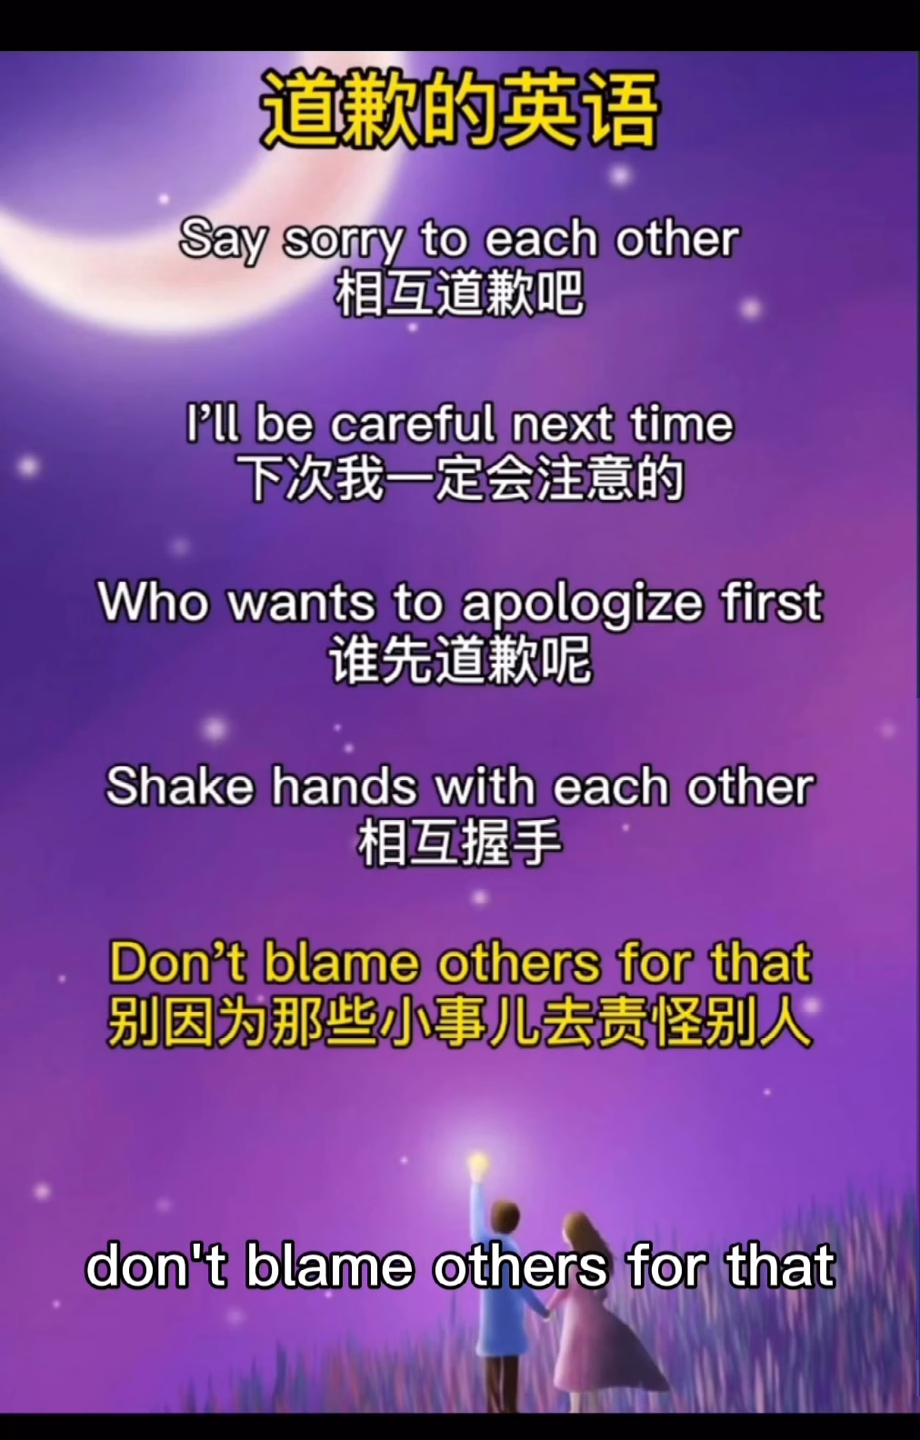 道歉的英语
Say sorry to each other
相互道歉吧
I’ll be careful next time
下次我一定会注意的
Who wants to apologize first
谁先道歉呢
Shake hands with each other
相互握手
Don’t blame others for that
别因为那些小事儿去责怪别人
don't blame others for that